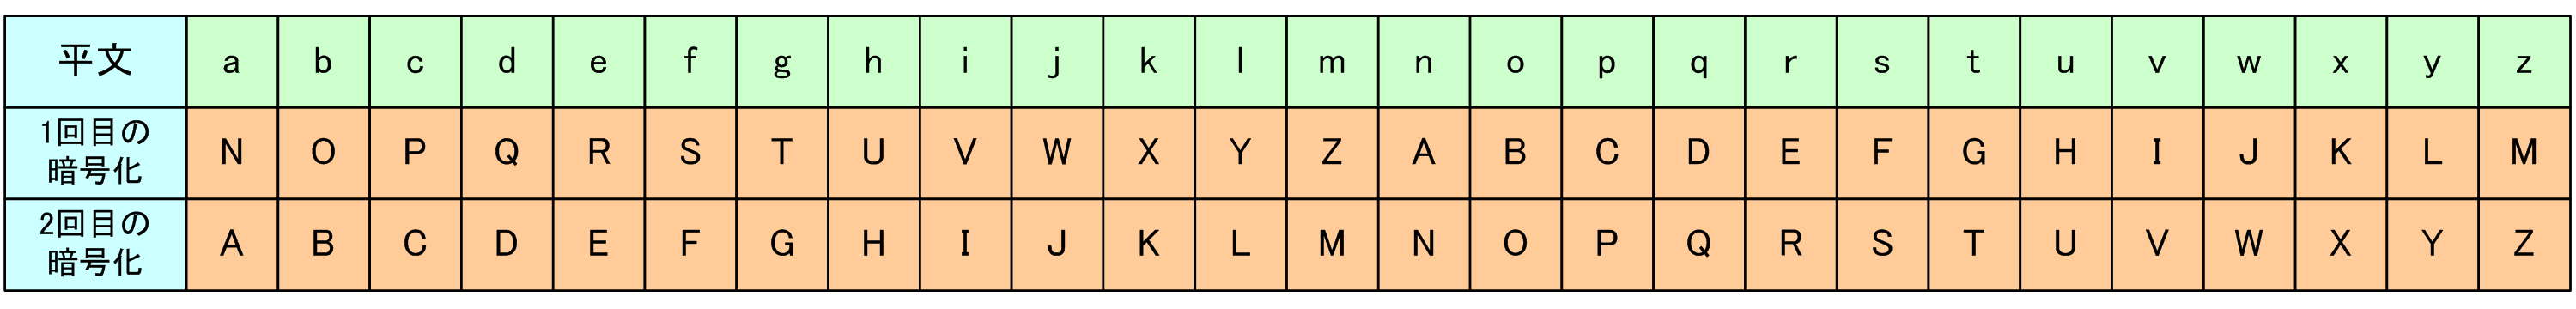 平文 a b c d e f g h i j k l m n o p q r s t u v w x y z
1回目の
暗号化 N O P Q R S T U V W X Y Z A B C D E F G H I J K L M
2回目の
暗号化 A B C D E F G H I J K L M N O P Q R S T U V W X Y Z